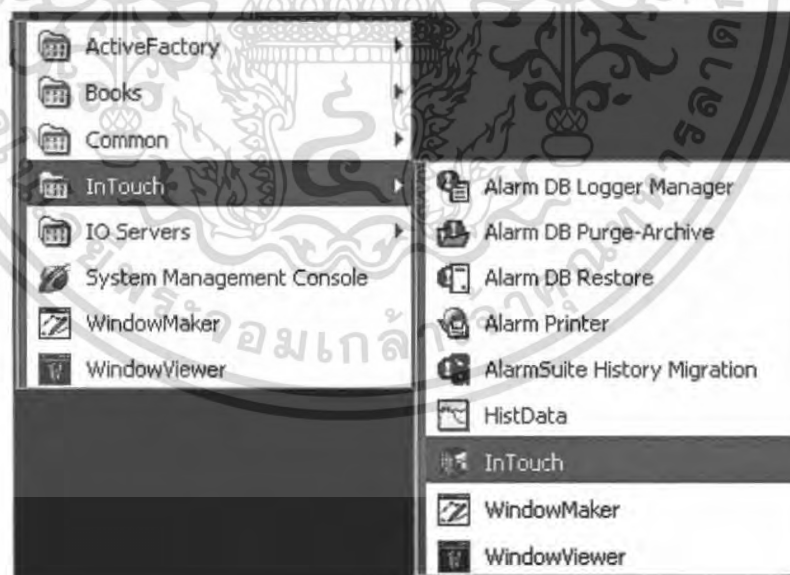 ActiveFactory
Books
Common
InTouch
IO Servers
System Management Console
WindowMaker
WindowViewer
Alarm DB Logger Manager
Alarm DB Purge-Archive
Alarm DB Restore
Alarm Printer
AlarmSuite History Migration
HistData
InTouch
WindowMaker
WindowViewer